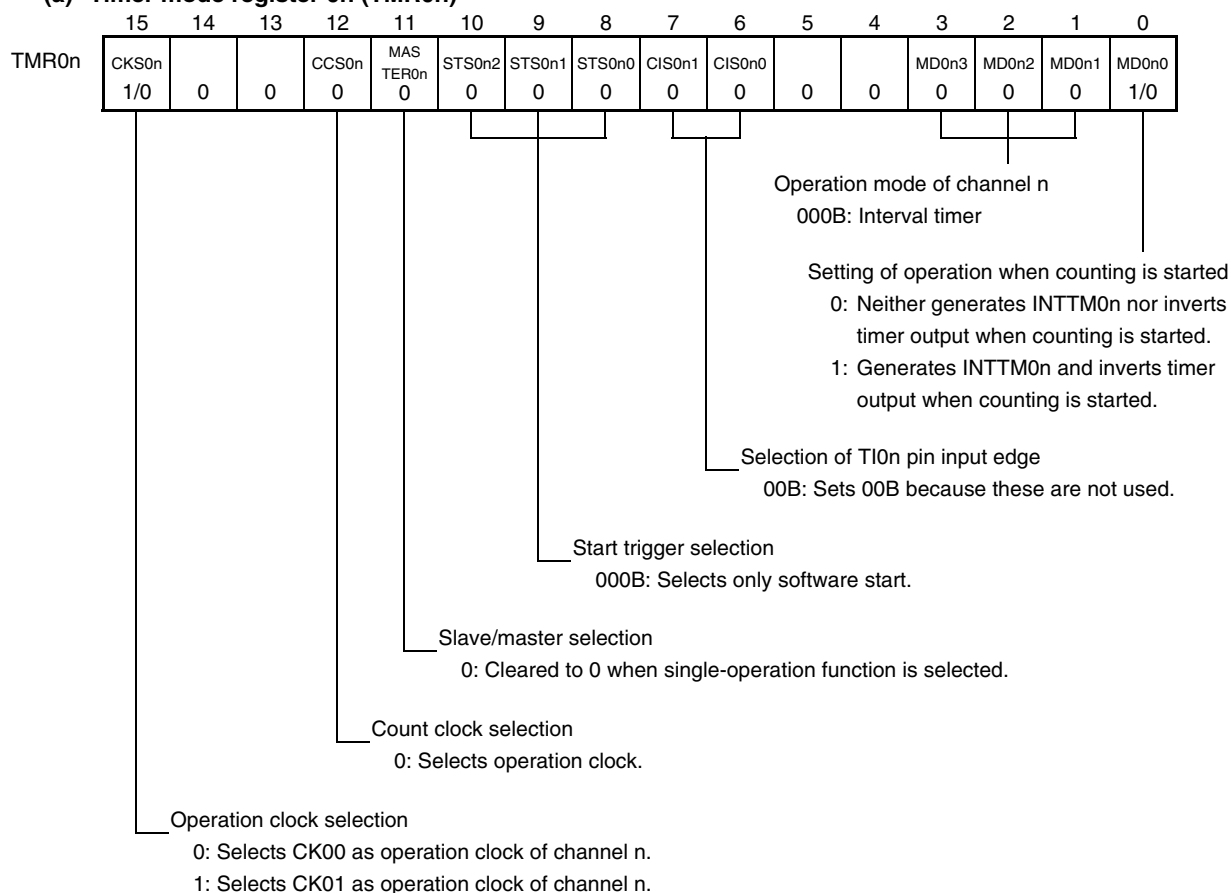 (a) Timer mode register 0n (TMR0n)
15 14 13 12 11 10 9 8 7 6 5 4 3 2 1 0
TMR0n CKS0n CCS0n MAS TER0n STS0n2 STS0n1 STS0n0 CIS0n1 CIS0n0 MD0n3 MD0n2 MD0n1 MD0n0
1/0 0 0 0 0 0 0 0 0 0 0 0 0 0 0 1/0
Operation mode of channel n
000B: Interval timer
Setting of operation when counting is started
0: Neither generates INTTM0n nor inverts
timer output when counting is started.
1: Generates INTTM0n and inverts timer
output when counting is started.
Selection of TI0n pin input edge
00B: Sets 00B because these are not used.
Start trigger selection
000B: Selects only software start.
Slave/master selection
0: Cleared to 0 when single-operation function is selected.
Count clock selection
0: Selects operation clock.
Operation clock selection
0: Selects CK00 as operation clock of channel n.
1: Selects CK01 as operation clock of channel n.